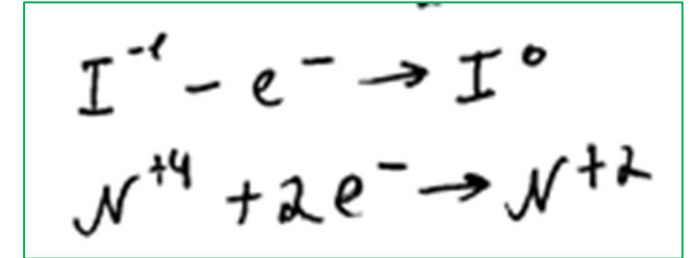 I⁻¹ - e⁻ → I⁰
N⁺⁴ + 2e⁻ → N⁺²